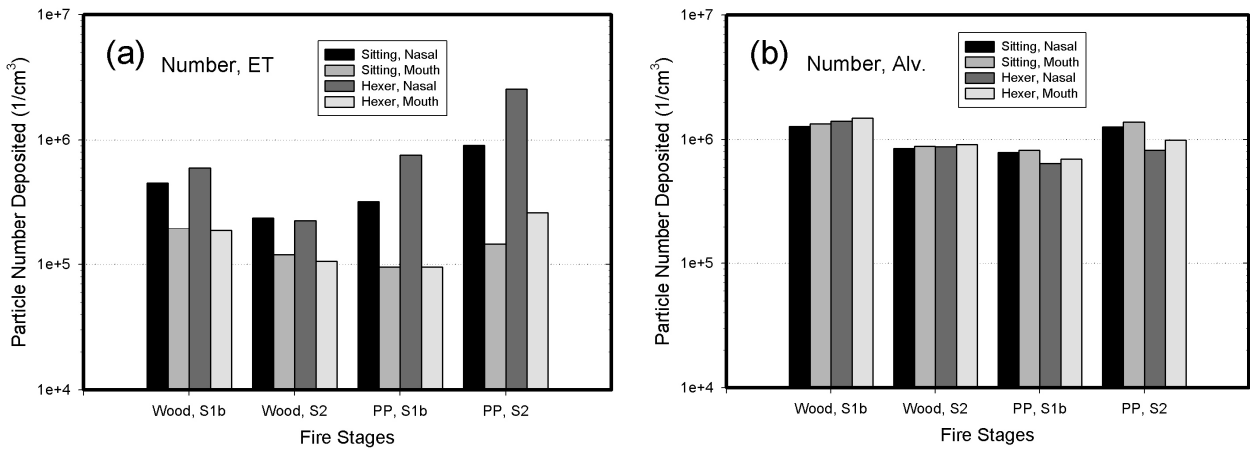 (a) Number, ET
Sitting, Nasal
Sitting, Mouth
Hexer, Nasal
Hexer, Mouth
Particle Number Deposited (1/cm³)
1e+7
1e+6
1e+5
1e+4
Wood, S1b Wood, S2 PP, S1b PP, S2
Fire Stages
(b) Number, Alv.
Sitting, Nasal
Sitting, Mouth
Hexer, Nasal
Hexer, Mouth
Particle Number Deposited (1/cm³)
1e+7
1e+6
1e+5
1e+4
Wood, S1b Wood, S2 PP, S1b PP, S2
Fire Stages